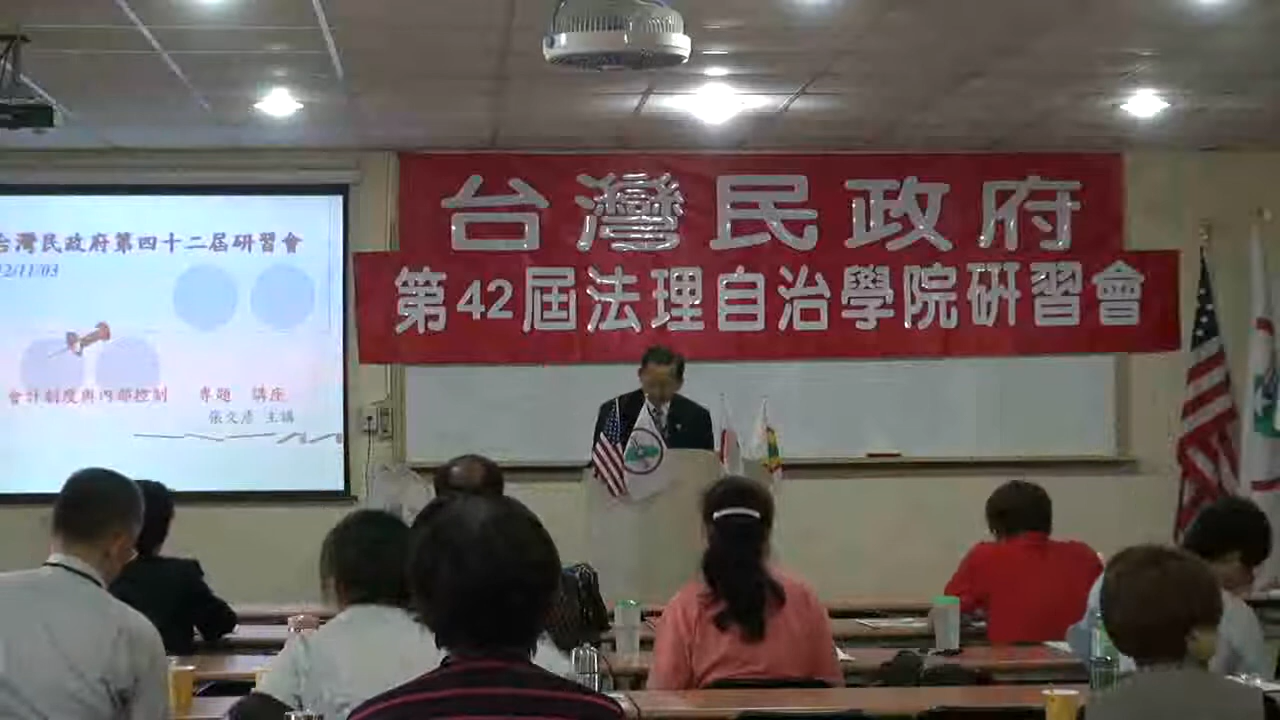 台灣民政府
第42屆法理自治學院研習會
台灣民政府第四十二屆研習會
12/11/03
會計制度與內部控制 專題 講座
張文彥 主講